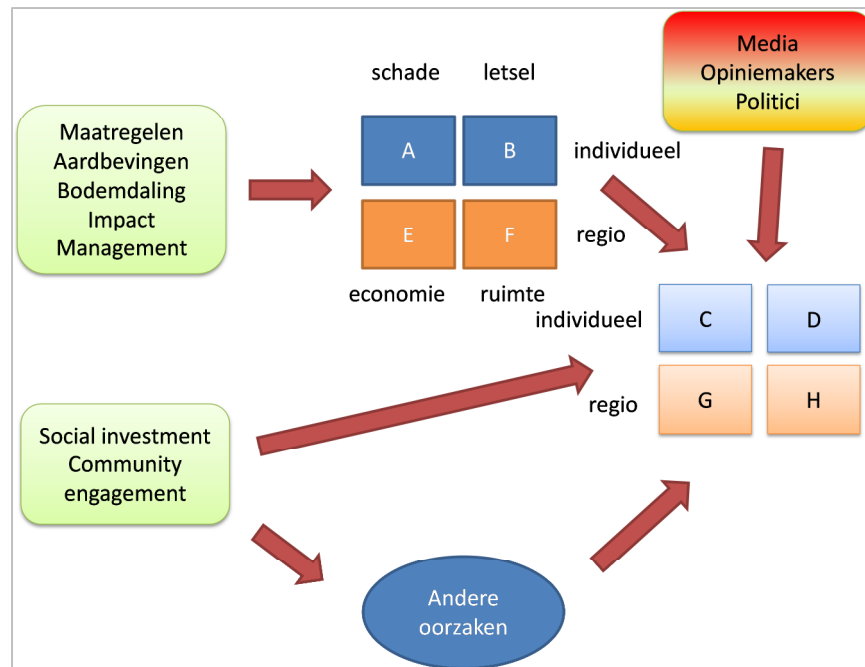 Media
Opiniemakers
Politici
schade letsel
Maatregelen
Aardbevingen
Bodemdaling
Impact
Management
A B individueel
E F regio
economie ruimte
individueel C D
regio G H
Social investment
Community
engagement
Andere
oorzaken